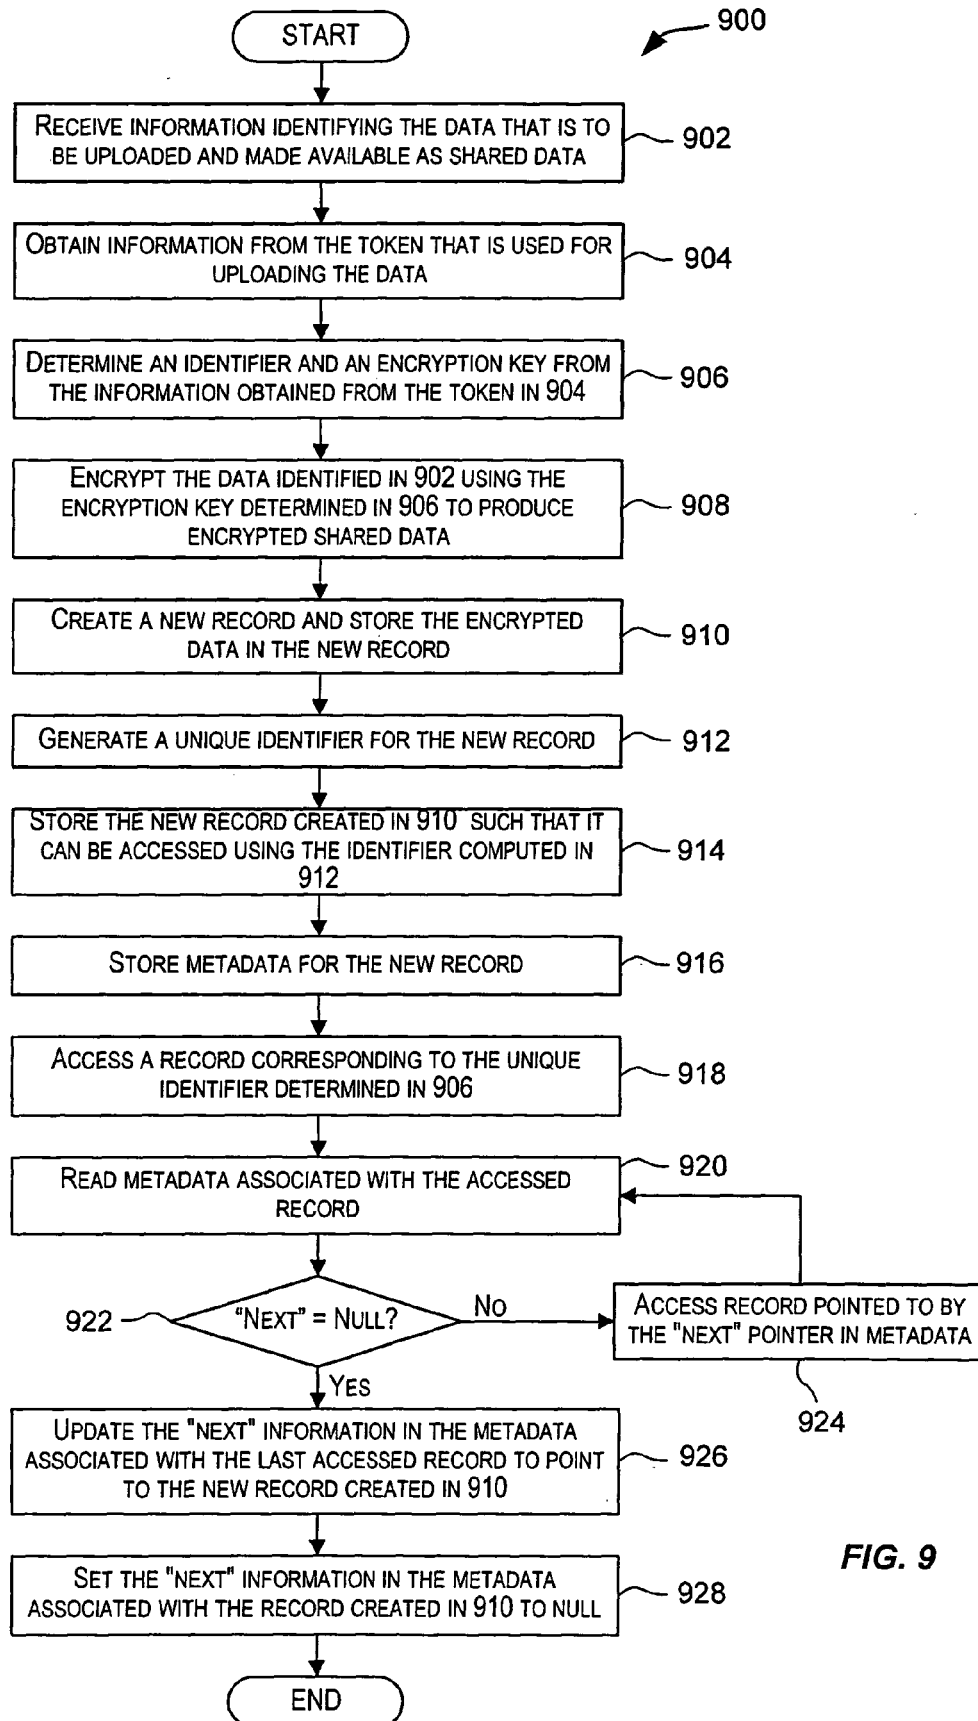 START
900
RECEIVE INFORMATION IDENTIFYING THE DATA THAT IS TO
BE UPLOADED AND MADE AVAILABLE AS SHARED DATA
902
OBTAIN INFORMATION FROM THE TOKEN THAT IS USED FOR
UPLOADING THE DATA
904
DETERMINE AN IDENTIFIER AND AN ENCRYPTION KEY FROM
THE INFORMATION OBTAINED FROM THE TOKEN IN 904
906
ENCRYPT THE DATA IDENTIFIED IN 902 USING THE
ENCRYPTION KEY DETERMINED IN 906 TO PRODUCE
ENCRYPTED SHARED DATA
908
CREATE A NEW RECORD AND STORE THE ENCRYPTED
DATA IN THE NEW RECORD
910
GENERATE A UNIQUE IDENTIFIER FOR THE NEW RECORD
912
STORE THE NEW RECORD CREATED IN 910 SUCH THAT IT
CAN BE ACCESSED USING THE IDENTIFIER COMPUTED IN
912
914
STORE METADATA FOR THE NEW RECORD
916
ACCESS A RECORD CORRESPONDING TO THE UNIQUE
IDENTIFIER DETERMINED IN 906
918
READ METADATA ASSOCIATED WITH THE ACCESSED
RECORD
920
922
"NEXT" = NULL?
NO
ACCESS RECORD POINTED TO BY
THE "NEXT" POINTER IN METADATA
924
YES
UPDATE THE "NEXT" INFORMATION IN THE METADATA
ASSOCIATED WITH THE LAST ACCESSED RECORD TO POINT
TO THE NEW RECORD CREATED IN 910
926
SET THE "NEXT" INFORMATION IN THE METADATA
ASSOCIATED WITH THE RECORD CREATED IN 910 TO NULL
928
FIG. 9
END